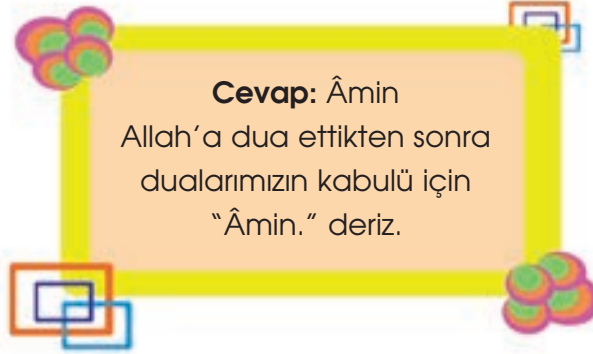 Cevap: Âmin
Allah'a dua ettikten sonra
dualarımızın kabulü için
"Âmin." deriz.